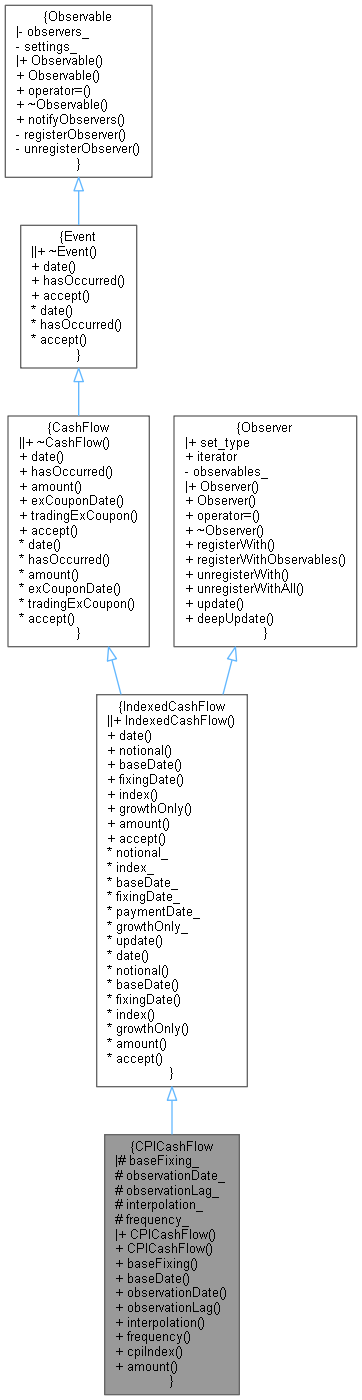 {Observable
|- observers_
- settings_
|+ Observable()
+ Observable()
+ operator=()
+ ~Observable()
+ notifyObservers()
- registerObserver()
- unregisterObserver()
}
{Event
||+ ~Event()
+ date()
+ hasOccurred()
+ accept()
* date()
* hasOccurred()
* accept()
}
{CashFlow
||+ ~CashFlow()
+ date()
+ hasOccurred()
+ amount()
+ exCouponDate()
+ tradingExCoupon()
+ accept()
* date()
* hasOccurred()
* amount()
* exCouponDate()
* tradingExCoupon()
* accept()
}
{Observer
|+ set_type
+ iterator
- observables_
|+ Observer()
+ Observer()
+ operator=()
+ ~Observer()
+ registerWith()
+ registerWithObservables()
+ unregisterWith()
+ unregisterWithAll()
+ update()
+ deepUpdate()
}
{IndexedCashFlow
||+ IndexedCashFlow()
+ date()
+ notional()
+ baseDate()
+ fixingDate()
+ index()
+ growthOnly()
+ amount()
+ accept()
* notional_
* index_
* baseDate_
* fixingDate_
* paymentDate_
* growthOnly_
* update()
* date()
* notional()
* baseDate()
* fixingDate()
* index()
* growthOnly()
* amount()
* accept()
}
{CPICashFlow
|# baseFixing_
# observationDate_
# observationLag_
# interpolation_
# frequency_
|+ CPICashFlow()
+ CPICashFlow()
+ baseFixing()
+ baseDate()
+ observationDate()
+ observationLag()
+ interpolation()
+ frequency()
+ cpiIndex()
+ amount()
}